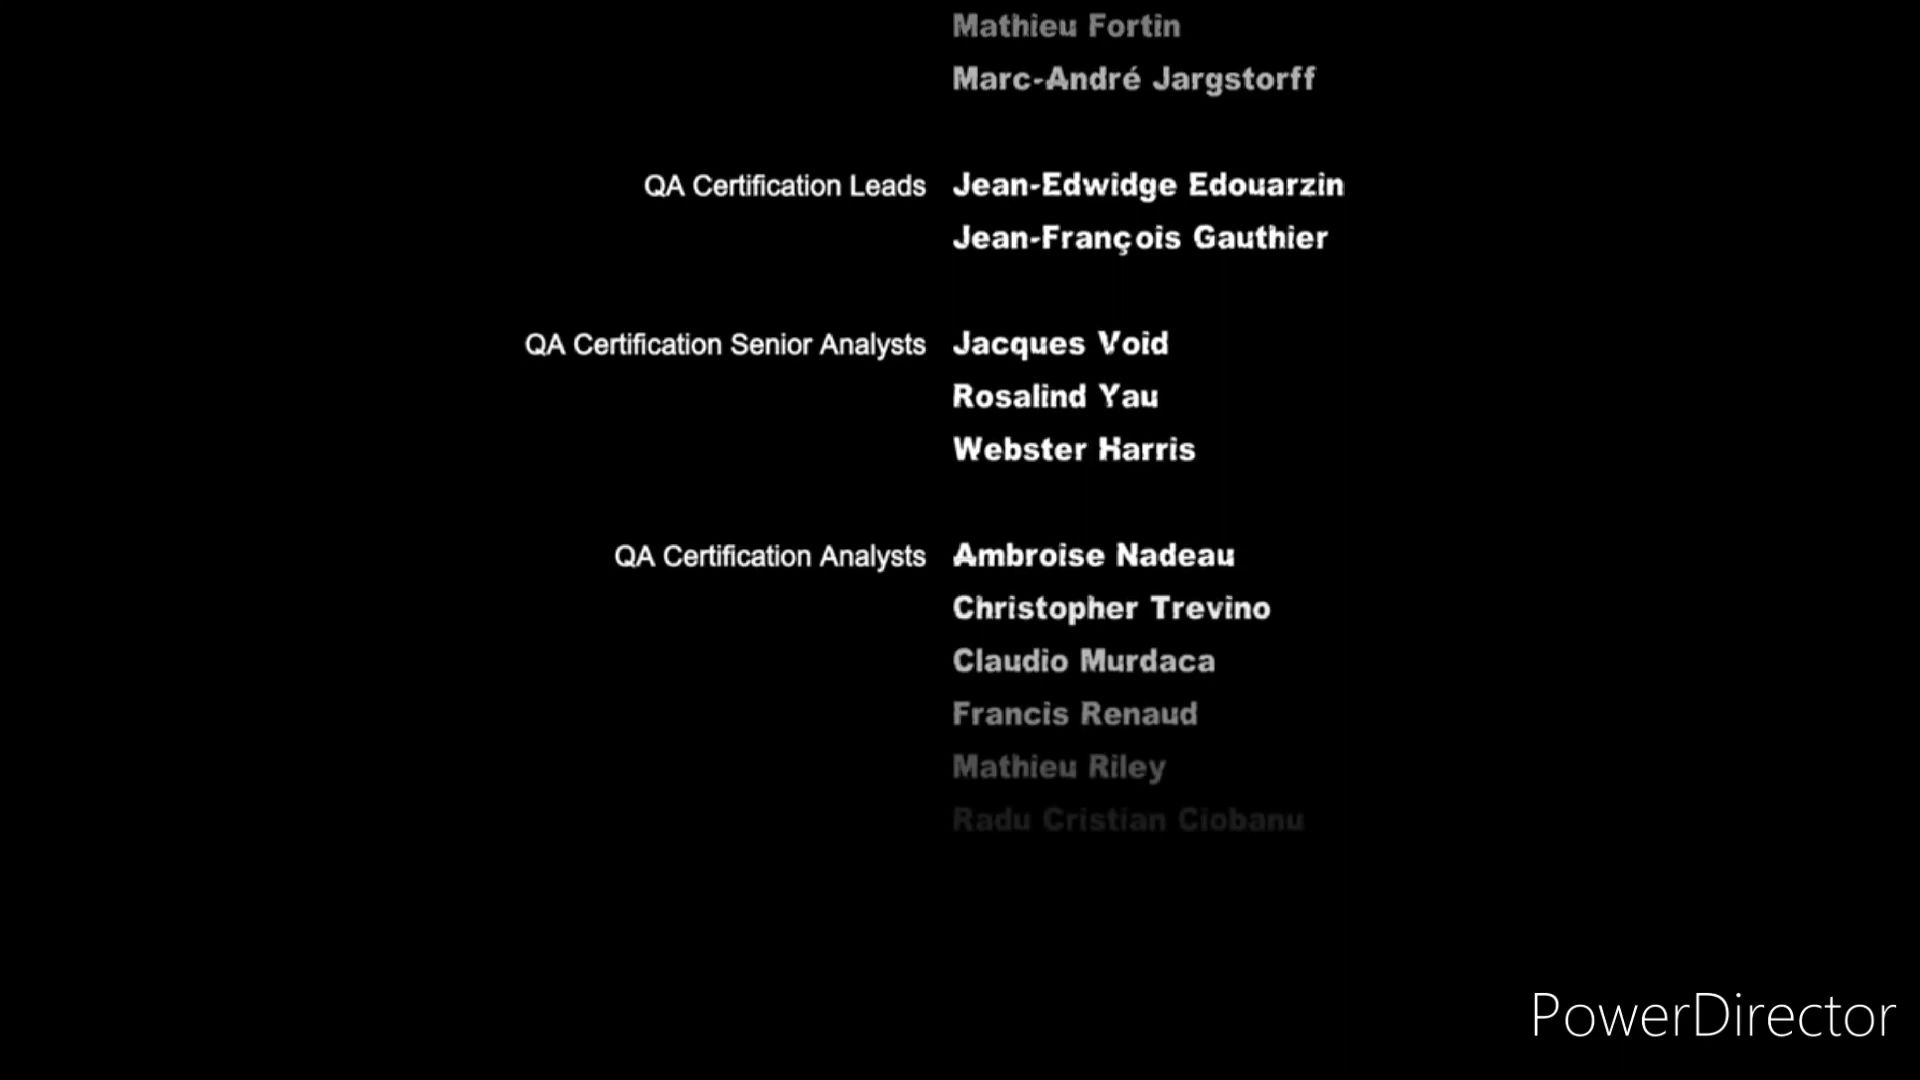 Mathieu Fortin
Marc-André Jargstorff
QA Certification Leads Jean-Edwidge Edouarzin
Jean-François Gauthier
QA Certification Senior Analysts Jacques Void
Rosalind Yau
Webster Harris
QA Certification Analysts Ambroise Nadeau
Christopher Trevino
Claudio Murdaca
Francis Renaud
Mathieu Riley
Radu Cristian Ciobanu
PowerDirector